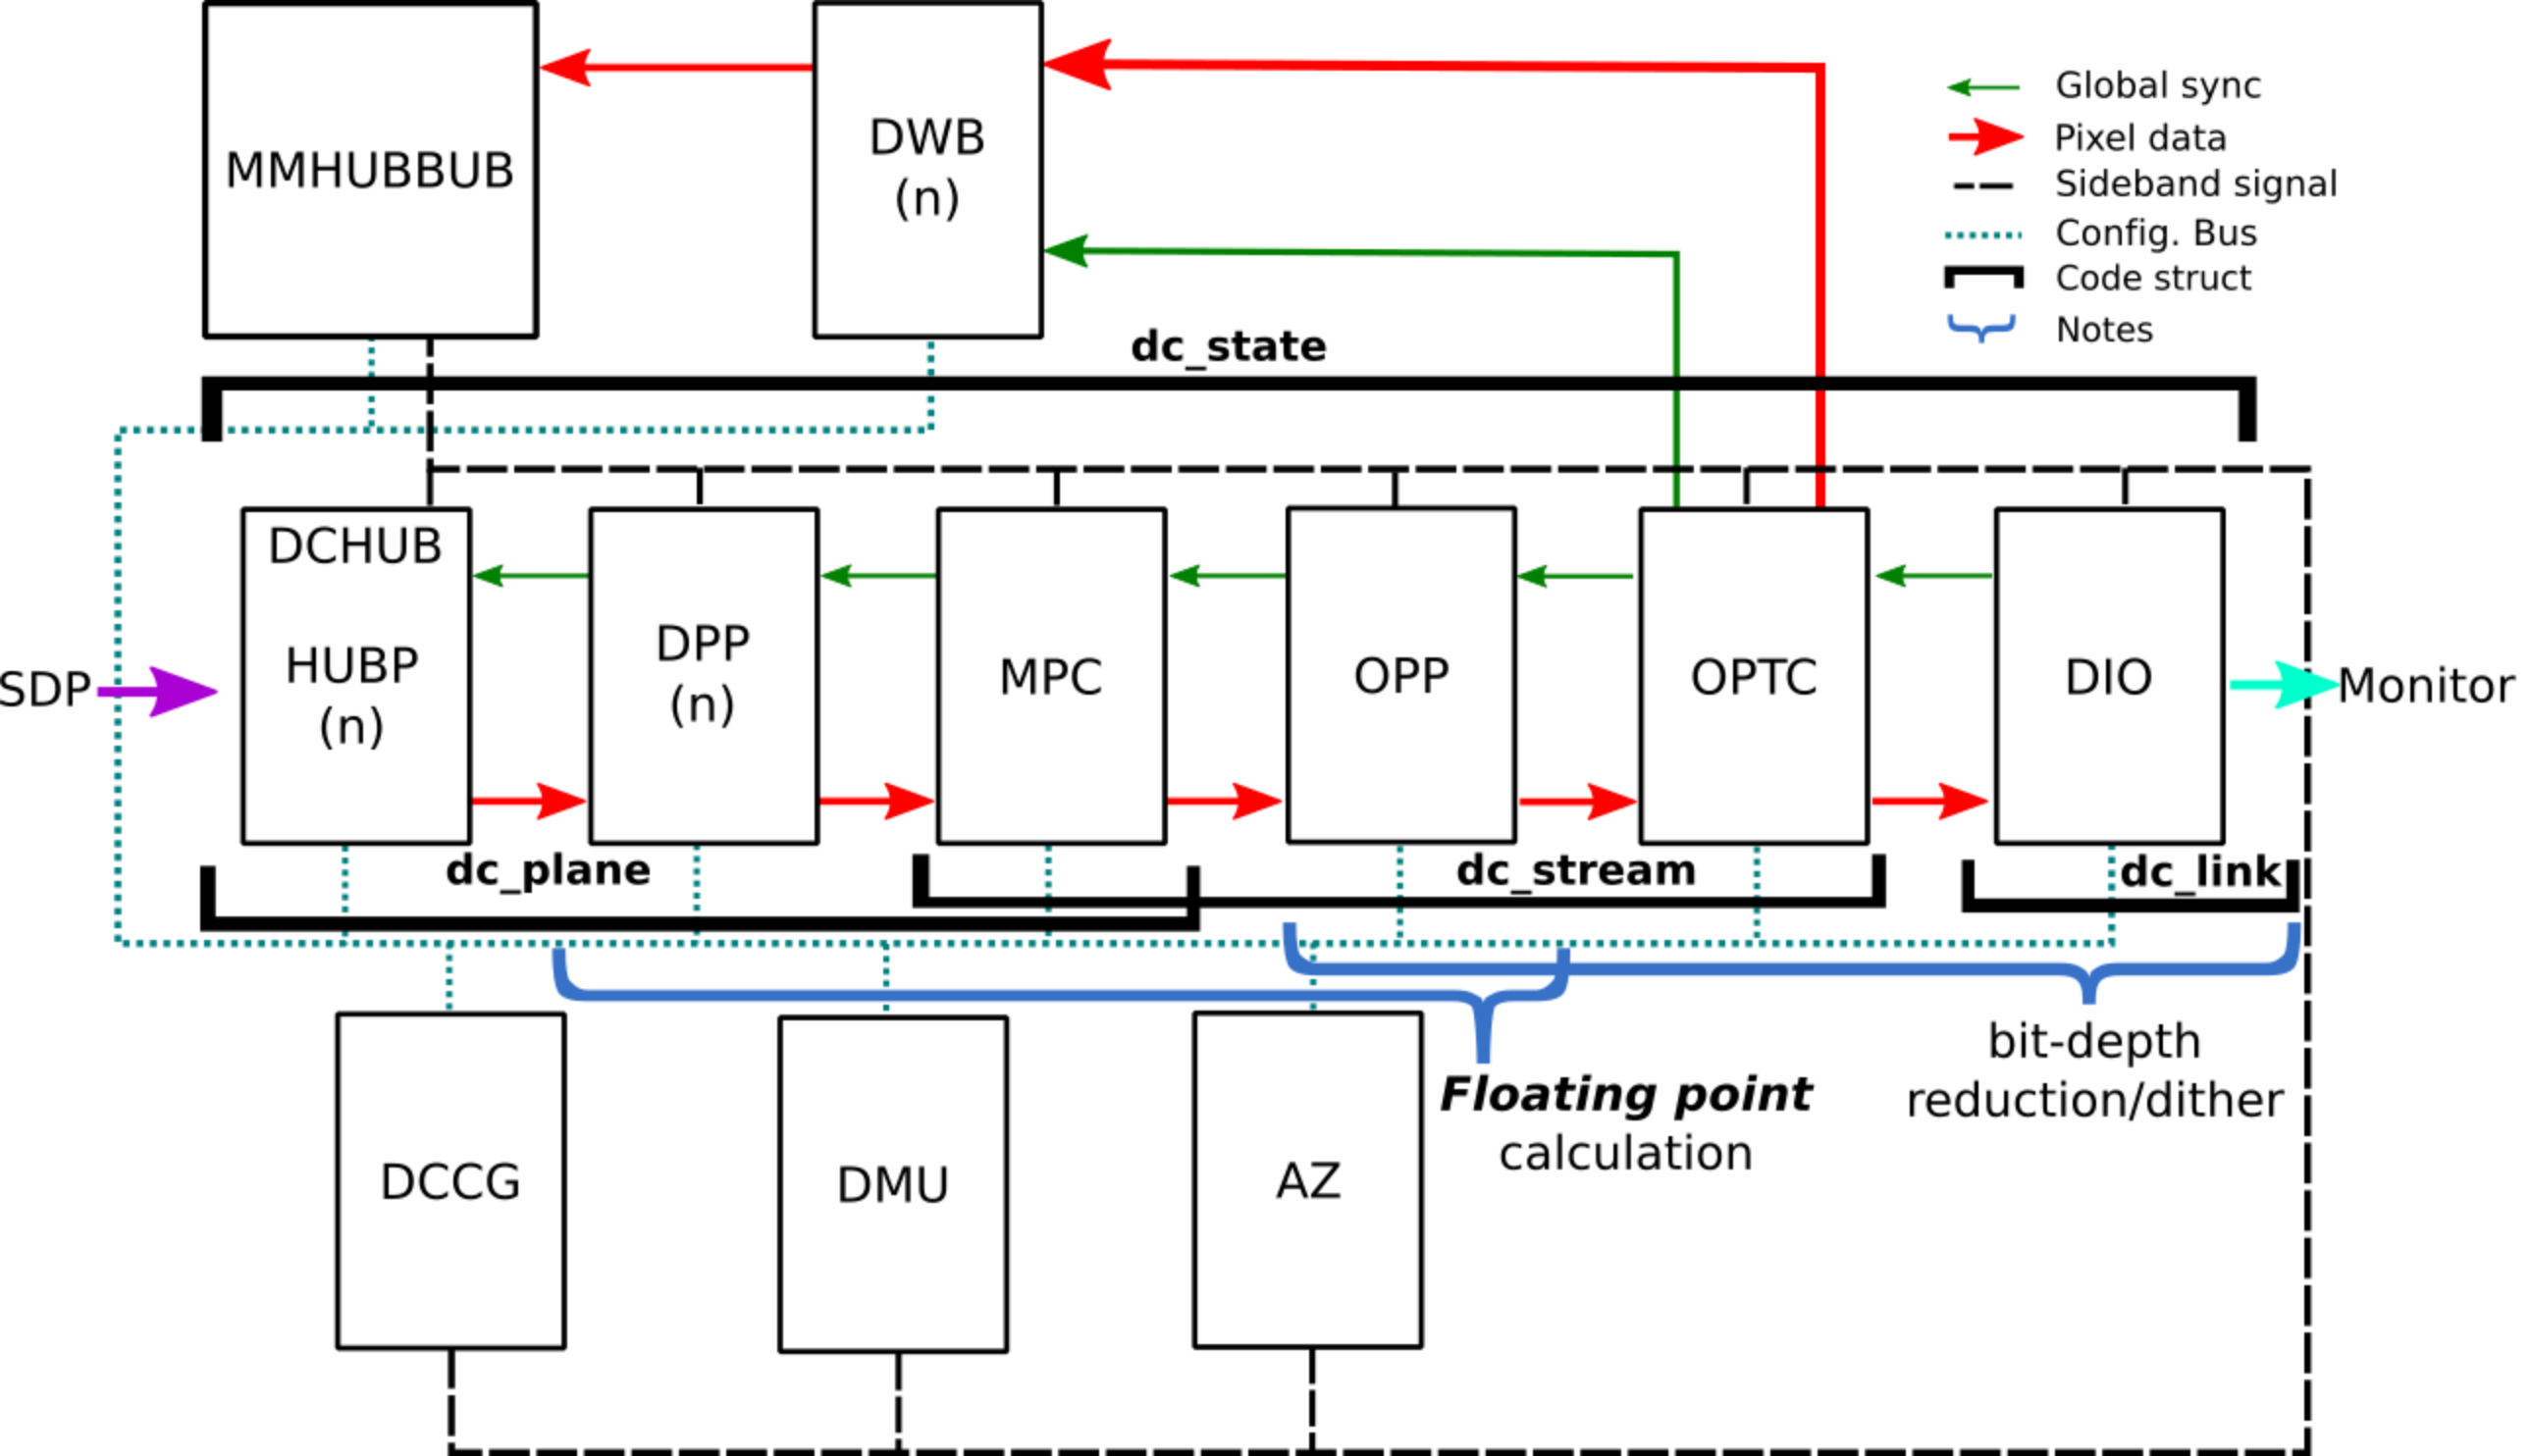 MMHUBBUB
DWB
(n)
Global sync
Pixel data
Sideband signal
Config. Bus
Code struct
Notes
dc_state
SDP
DCHUB
HUBP
(n)
DPP
(n)
MPC
OPP
OPTC
DIO
Monitor
dc_plane
dc_stream
dc_link
DCCG
DMU
AZ
Floating point
calculation
bit-depth
reduction/dither